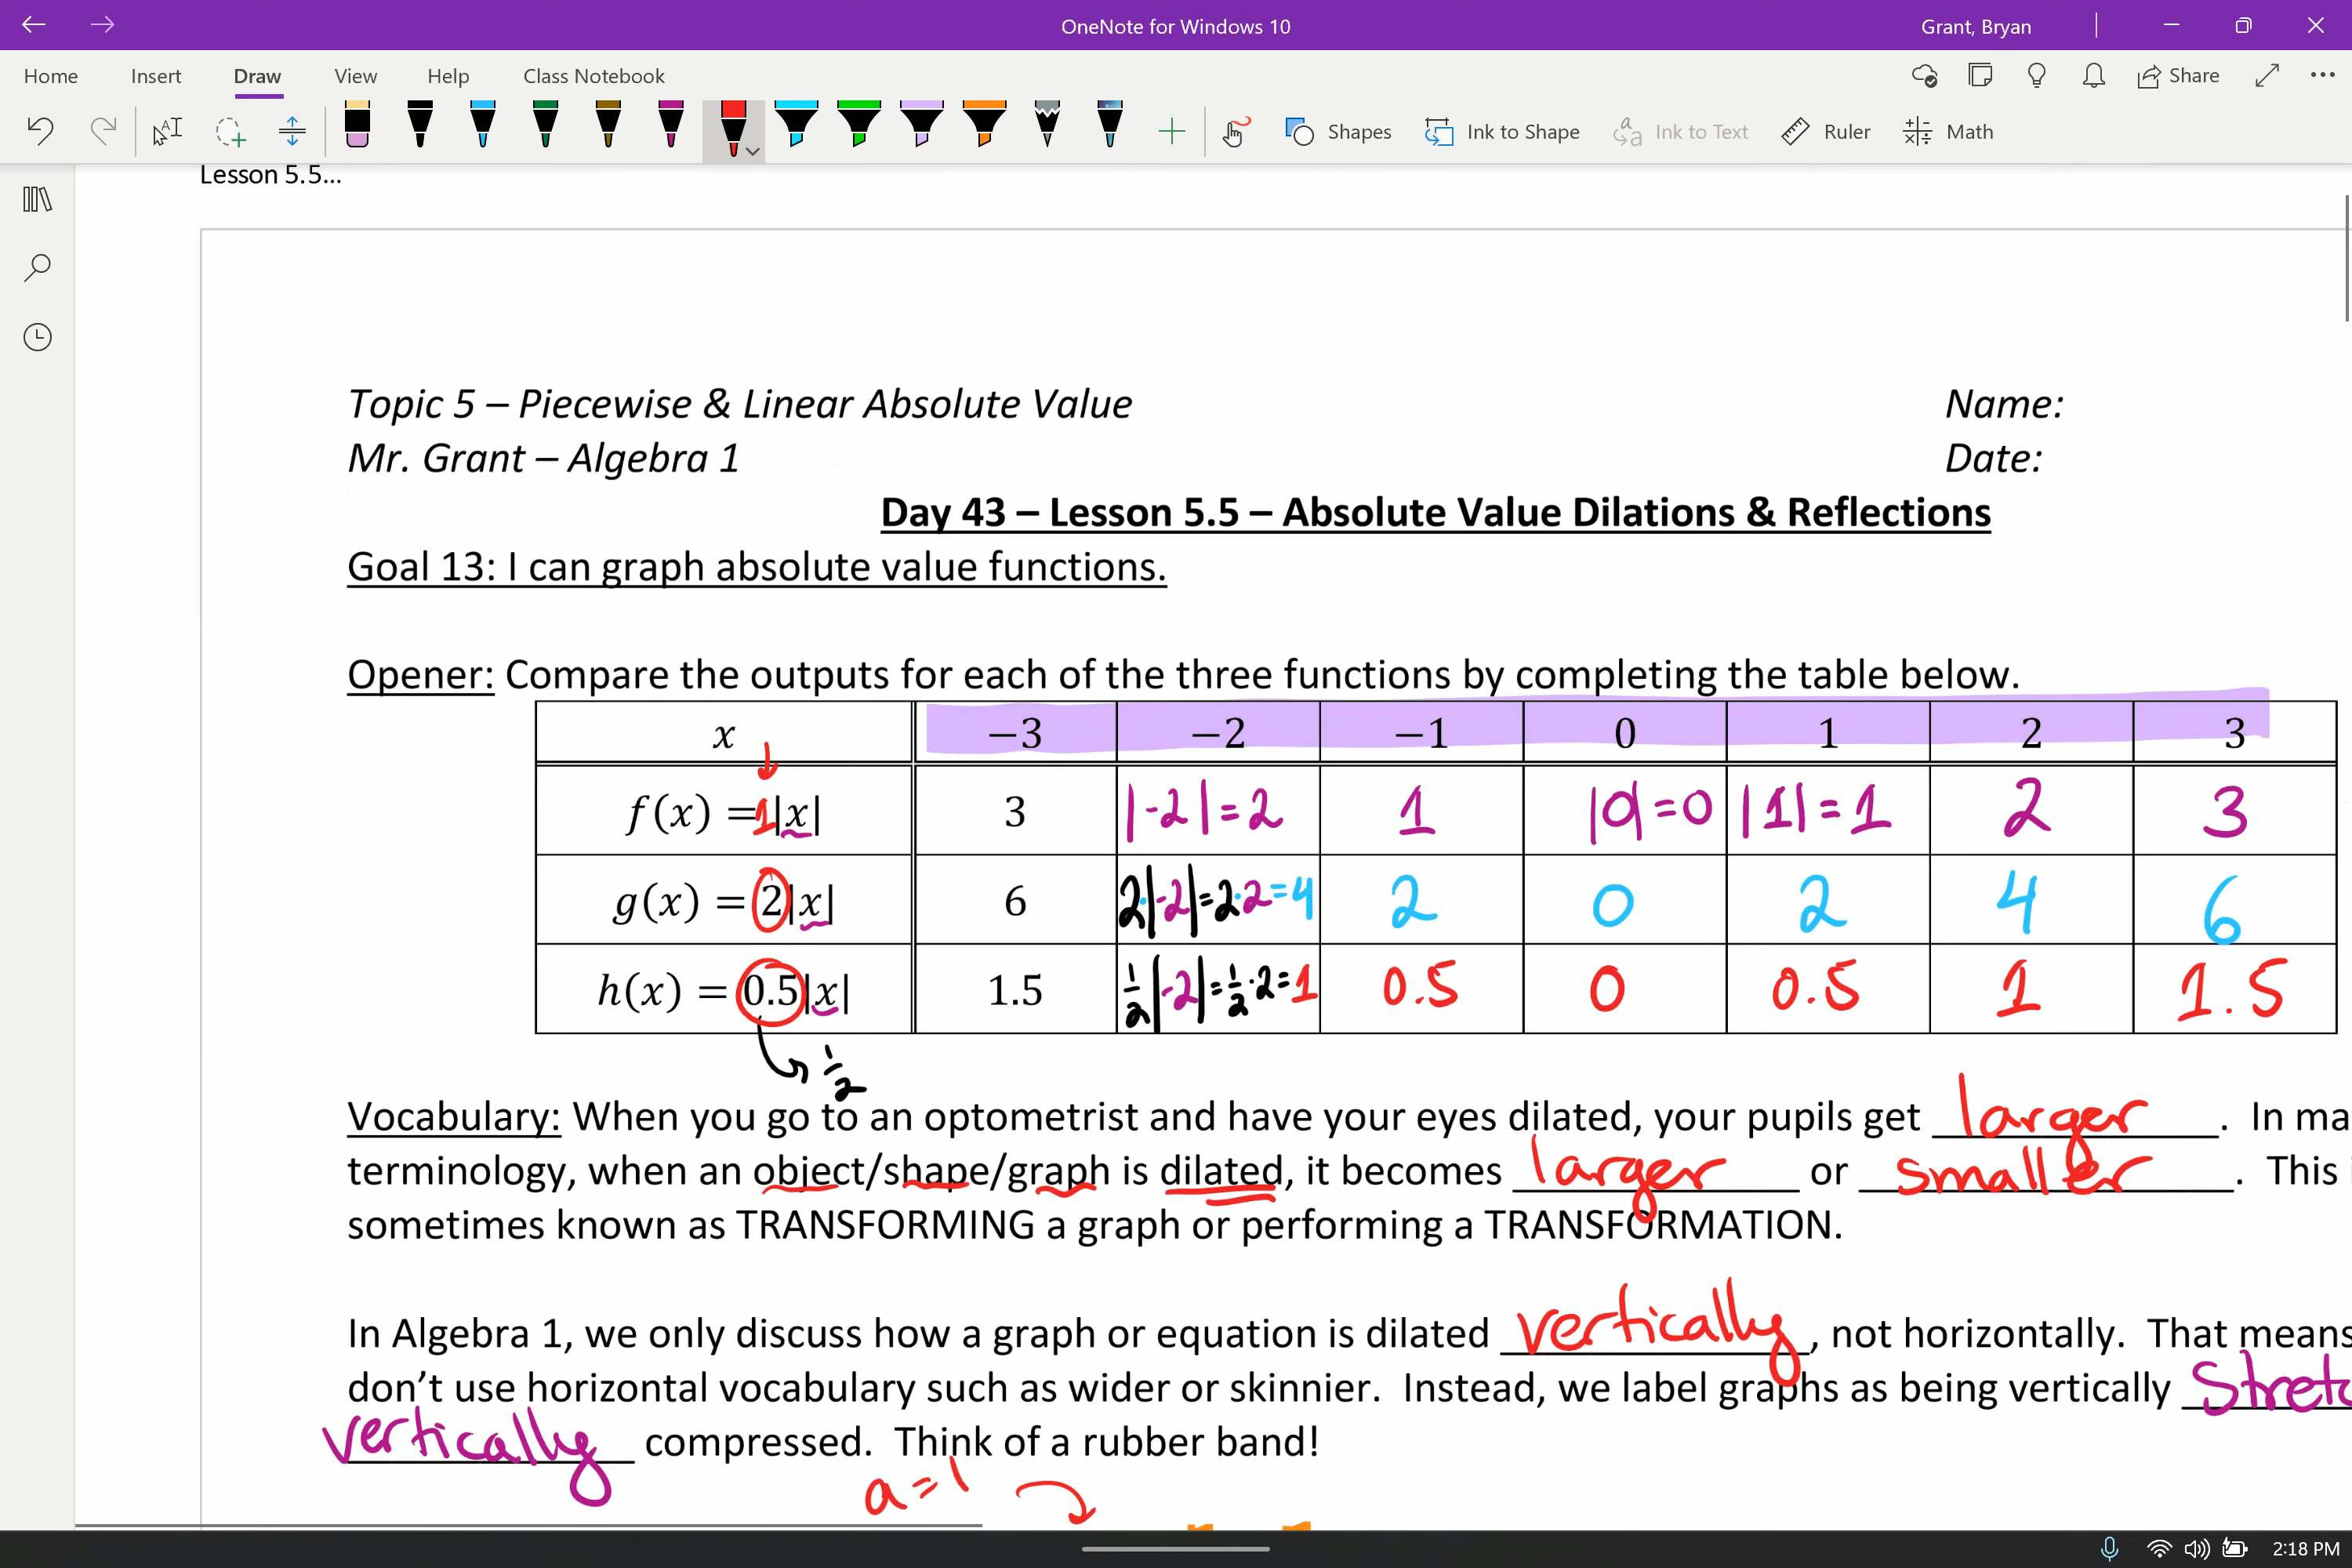 OneNote for Windows 10
Grant, Bryan
Home Insert Draw View Help Class Notebook Share
Shapes Ink to Shape Ink to Text Ruler Math
Lesson 5.5...
Topic 5 – Piecewise & Linear Absolute Value Name:
Mr. Grant – Algebra 1 Date:
Day 43 – Lesson 5.5 – Absolute Value Dilations & Reflections
Goal 13: I can graph absolute value functions.
Opener: Compare the outputs for each of the three functions by completing the table below.
x −3 −2 −1 0 1 2 3
f(x) = 1|x| 3 |-2| = 2 1 |0| = 0 |1| = 1 2 3
g(x) = 2|x| 6 2·|-2| = 2·2 = 4 2 0 2 4 6
h(x) = 0.5|x| 1.5 1/2|-2| = 1/2·2 = 1 0.5 0 0.5 1 1.5
1/2
Vocabulary: When you go to an optometrist and have your eyes dilated, your pupils get larger. In ma
terminology, when an object/shape/graph is dilated, it becomes larger or smaller. This
sometimes known as TRANSFORMING a graph or performing a TRANSFORMATION.
In Algebra 1, we only discuss how a graph or equation is dilated vertically, not horizontally. That means
don't use horizontal vocabulary such as wider or skinnier. Instead, we label graphs as being vertically Stretc
vertically compressed. Think of a rubber band!
a = 1
2:18 PM